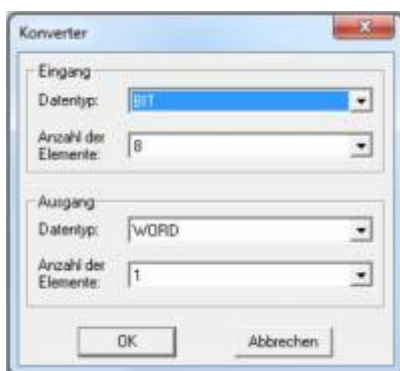 Konverter
Eingang
Datentyp: BIT
Anzahl der
Elemente: 8
Ausgang
Datentyp: WORD
Anzahl der
Elemente: 1
OK Abbrechen